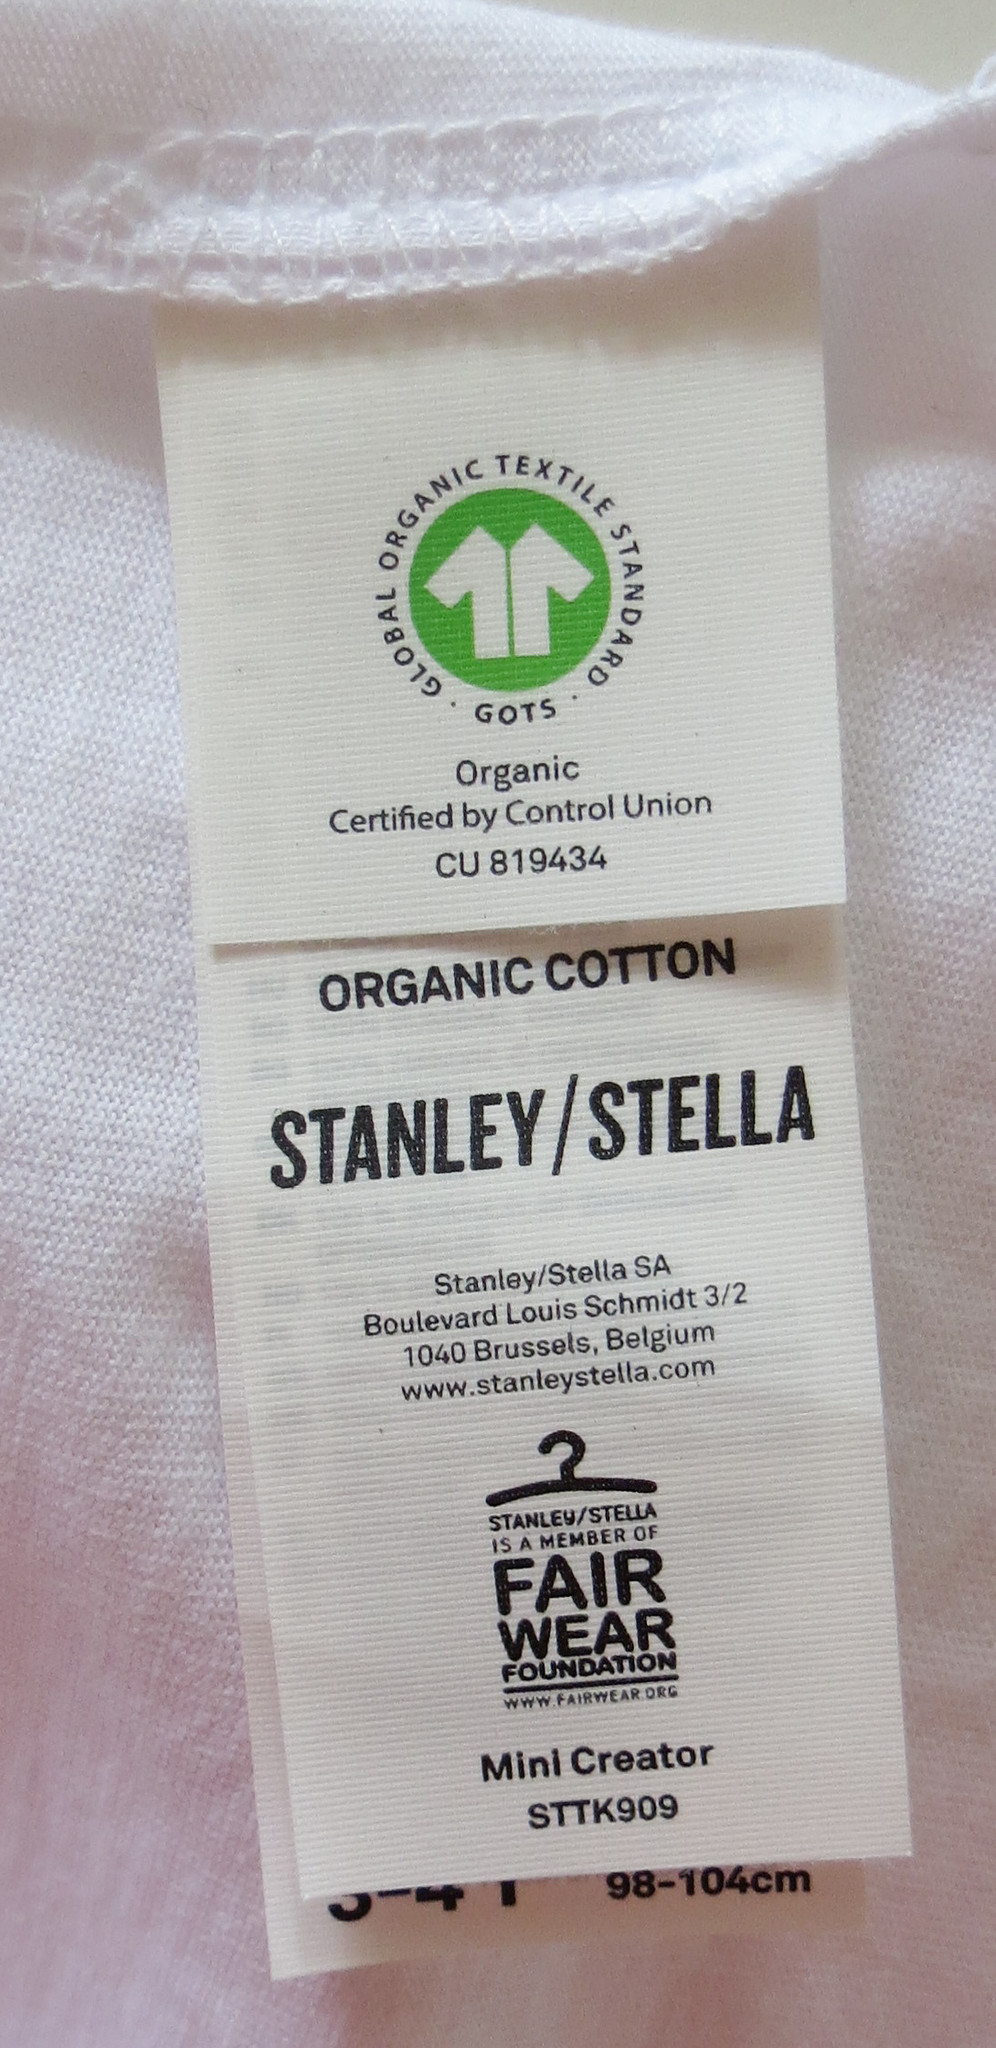 GLOBAL ORGANIC TEXTILE STANDARD · GOTS ·
Organic
Certified by Control Union
CU 819434
ORGANIC COTTON
STANLEY/STELLA
Stanley/Stella SA
Boulevard Louis Schmidt 3/2
1040 Brussels, Belgium
www.stanleystella.com
STANLEY/STELLA
IS A MEMBER OF
FAIR
WEAR
FOUNDATION
WWW.FAIRWEAR.ORG
Mini Creator
STTK909
3-4 98-104cm